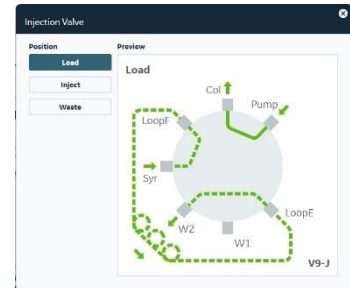 Injection Valve
Position
Preview
Load
Inject
Waste
Load
Col
Pump
LoopF
Syr
W2
W1
LoopE
V9-J